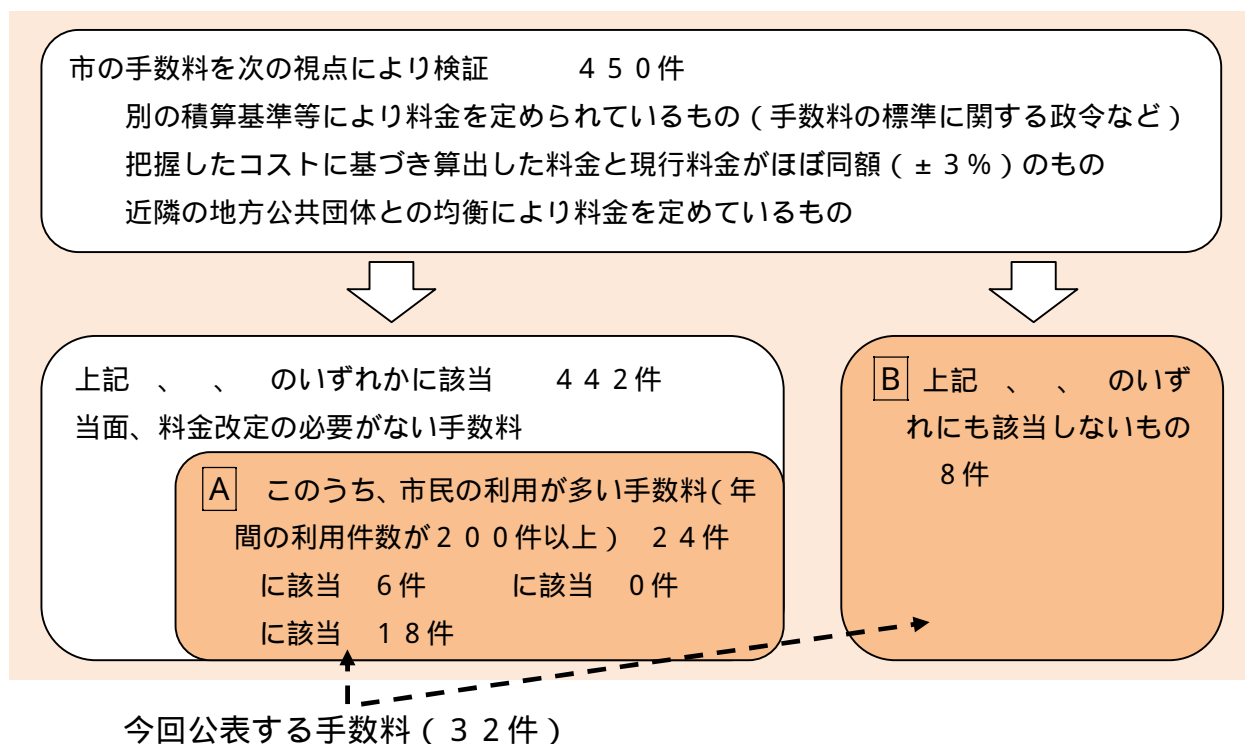 市の手数料を次の視点により検証　　　４５０件
別の積算基準等により料金を定められているもの（手数料の標準に関する政令など）
把握したコストに基づき算出した料金と現行料金がほぼ同額（±３％）のもの
近隣の地方公共団体との均衡により料金を定めているもの
上記　、　、　のいずれかに該当　　４４２件
当面、料金改定の必要がない手数料
A　このうち、市民の利用が多い手数料（年
間の利用件数が２００件以上）　２４件
に該当　６件　　　に該当　０件
に該当　１８件
B 上記　、　、　のいず
れにも該当しないもの
８件
今回公表する手数料（３２件）